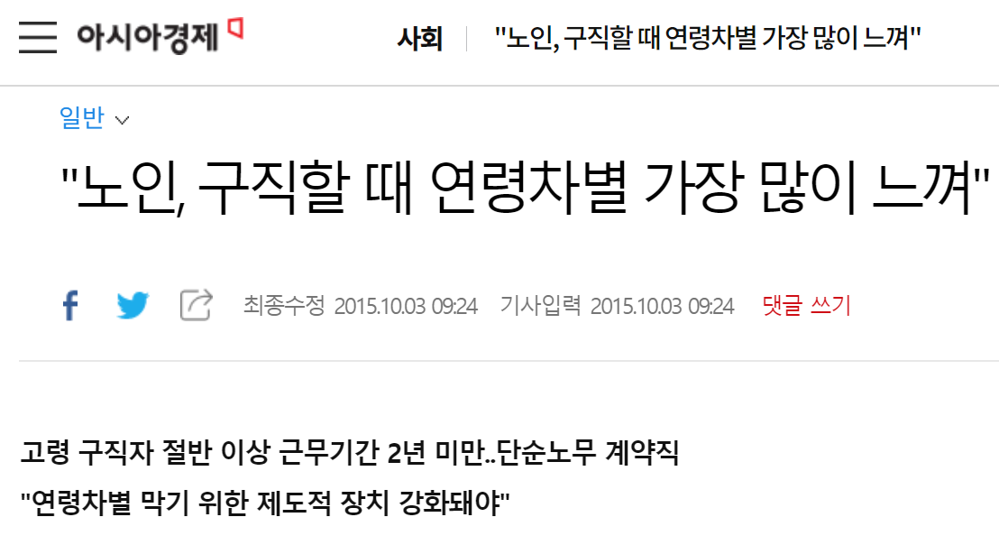 아시아경제
사회 "노인, 구직할 때 연령차별 가장 많이 느껴"
일반
"노인, 구직할 때 연령차별 가장 많이 느껴"
최종수정 2015.10.03 09:24 기사입력 2015.10.03 09:24 댓글 쓰기
고령 구직자 절반 이상 근무기간 2년 미만..단순노무 계약직
"연령차별 막기 위한 제도적 장치 강화돼야"